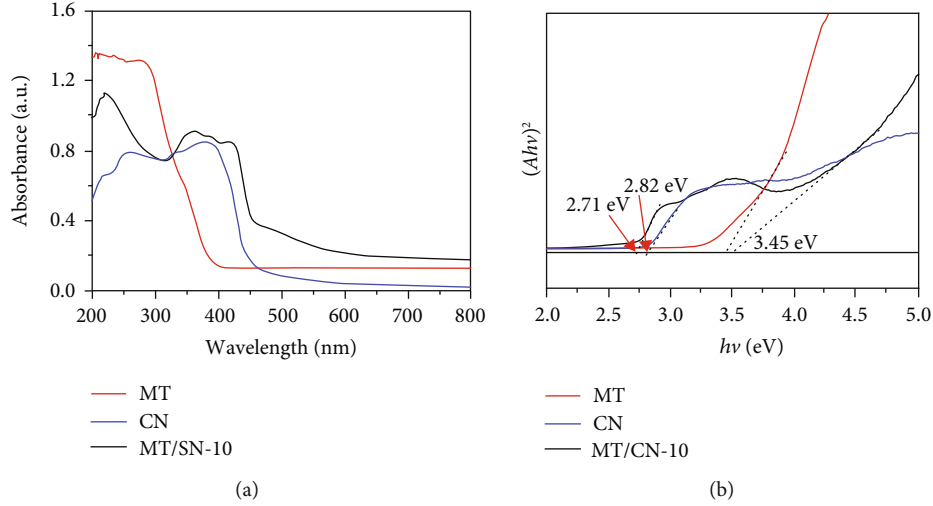 1.6
1.2
0.8
0.4
0.0
Absorbance (a.u.)
200 300 400 500 600 700 800
Wavelength (nm)
MT
CN
MT/SN-10
(a)
(Ahν)²
2.71 eV
2.82 eV
3.45 eV
2.0 2.5 3.0 3.5 4.0 4.5 5.0
hν (eV)
MT
CN
MT/CN-10
(b)